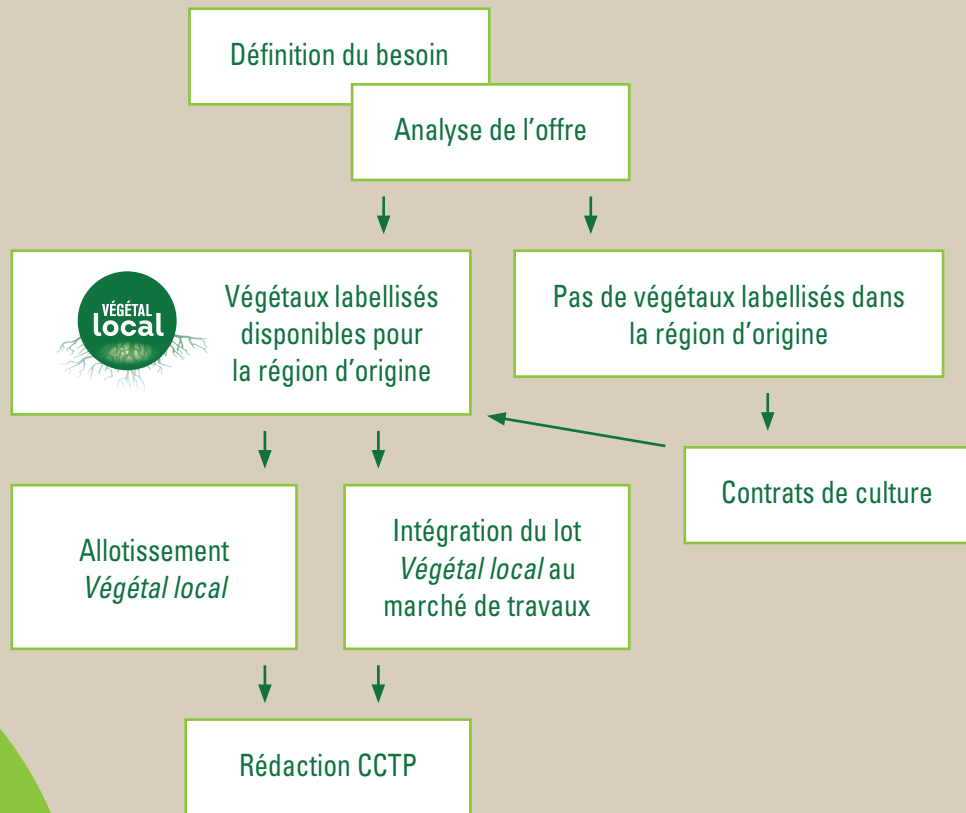 Définition du besoin
Analyse de l’offre
VÉGÉTAL
local
Végétaux labellisés
disponibles pour
la région d’origine
Pas de végétaux labellisés dans
la région d’origine
Contrats de culture
Allotissement
Végétal local
Intégration du lot
Végétal local au
marché de travaux
Rédaction CCTP